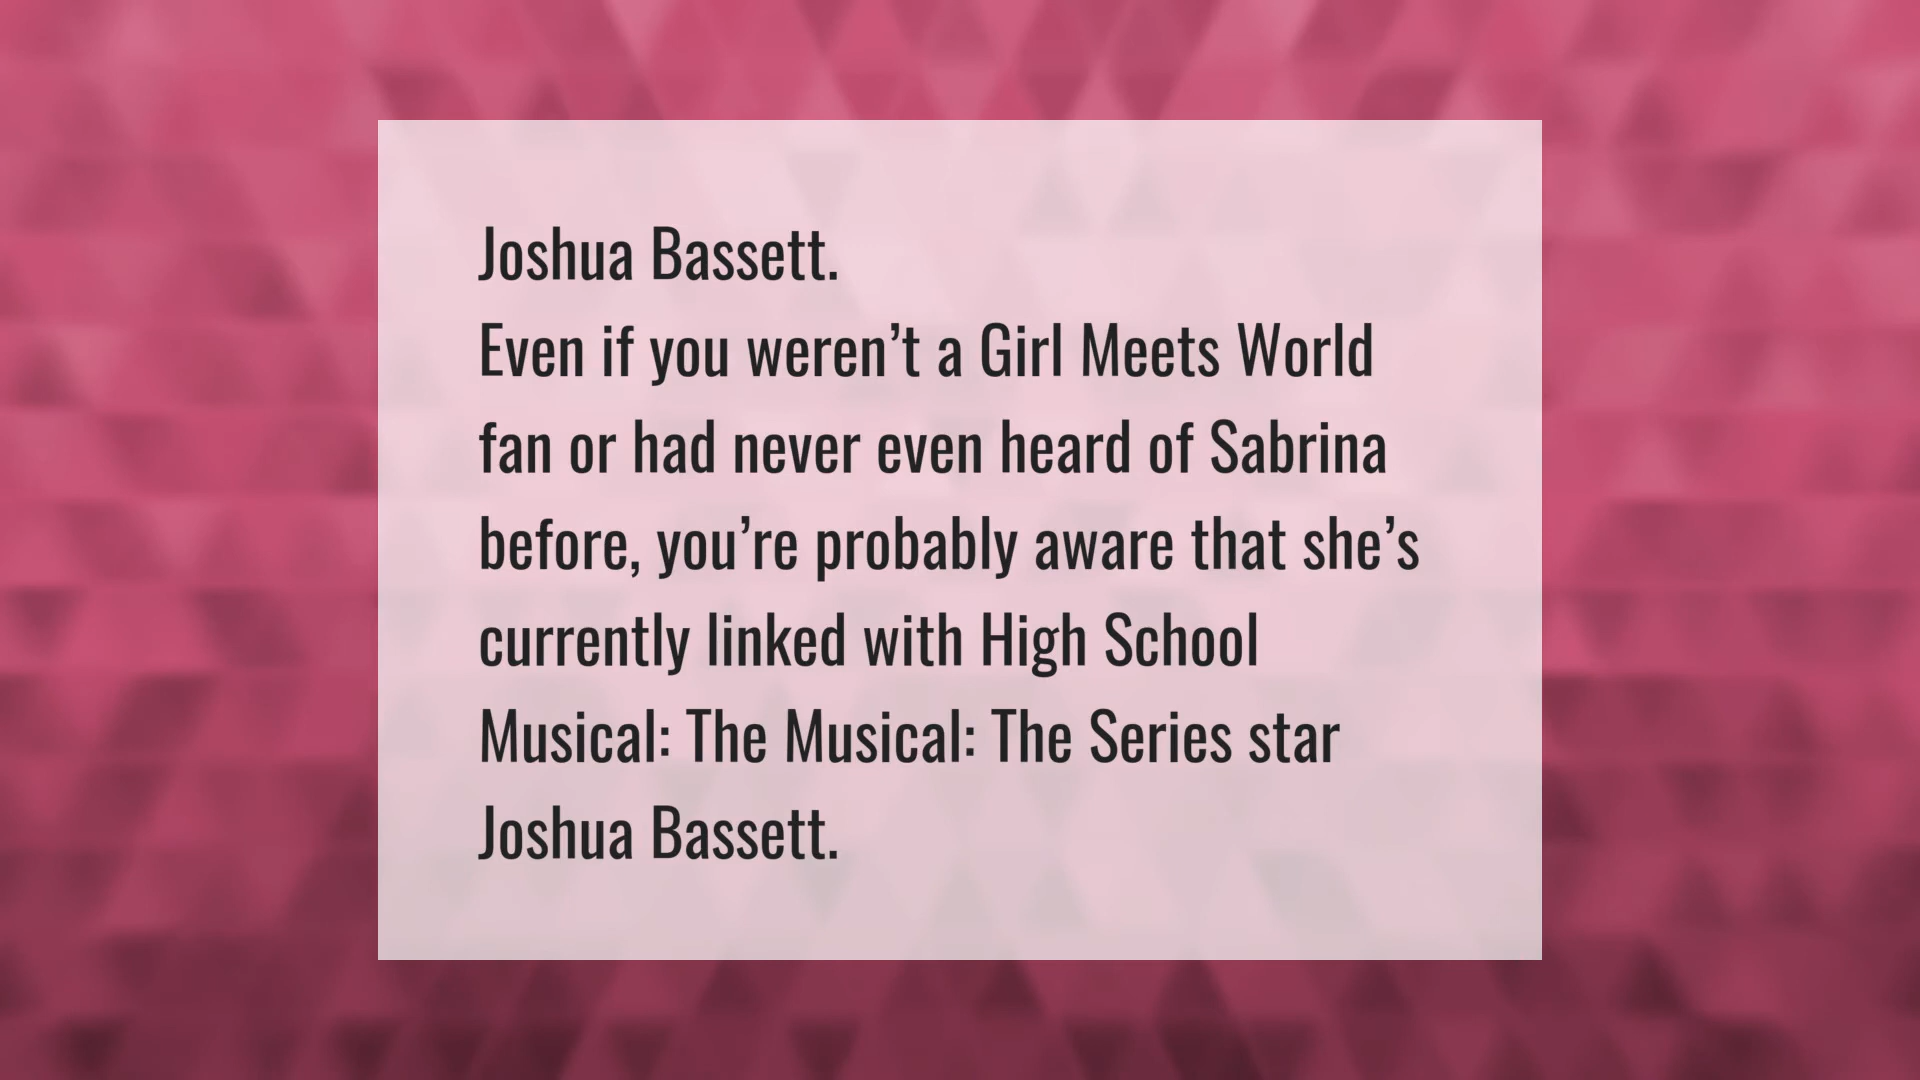 Joshua Bassett.
Even if you weren’t a Girl Meets World
fan or had never even heard of Sabrina
before, you’re probably aware that she’s
currently linked with High School
Musical: The Musical: The Series star
Joshua Bassett.